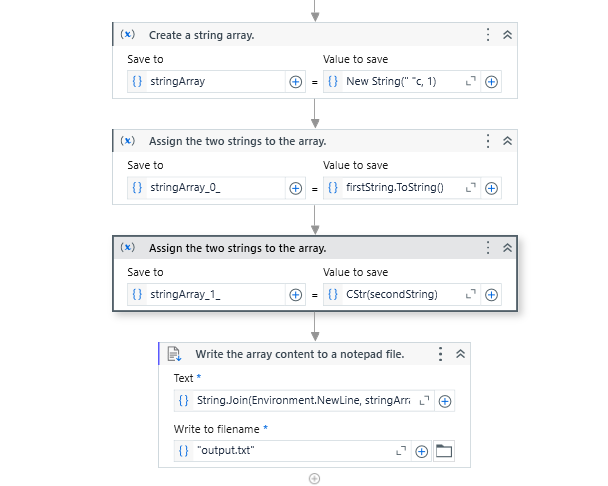 (x) Create a string array.
Save to Value to save
{} stringArray = {} New String(" "c, 1)
(x) Assign the two strings to the array.
Save to Value to save
{} stringArray_0_ = {} firstString.ToString()
(x) Assign the two strings to the array.
Save to Value to save
{} stringArray_1_ = {} CStr(secondString)
Write the array content to a notepad file.
Text *
{} String.Join(Environment.NewLine, stringArra
Write to filename *
{} "output.txt"